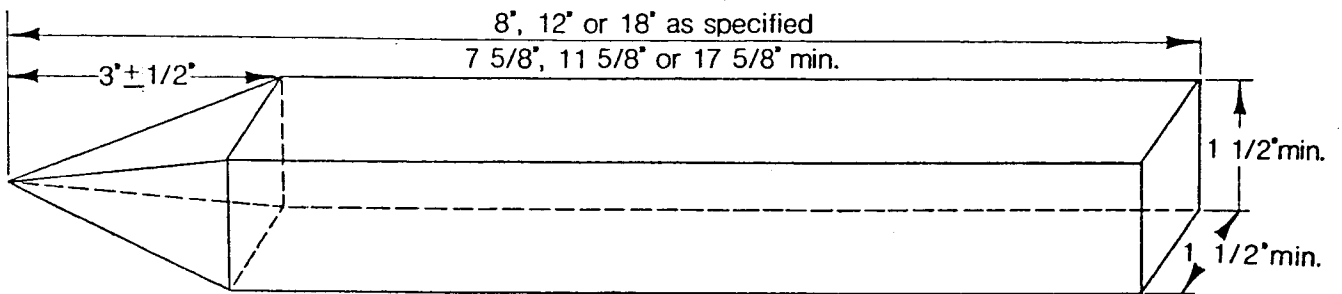 8", 12" or 18" as specified
7 5/8", 11 5/8" or 17 5/8" min.
3"±1/2"
1 1/2"min.
1 1/2"min.